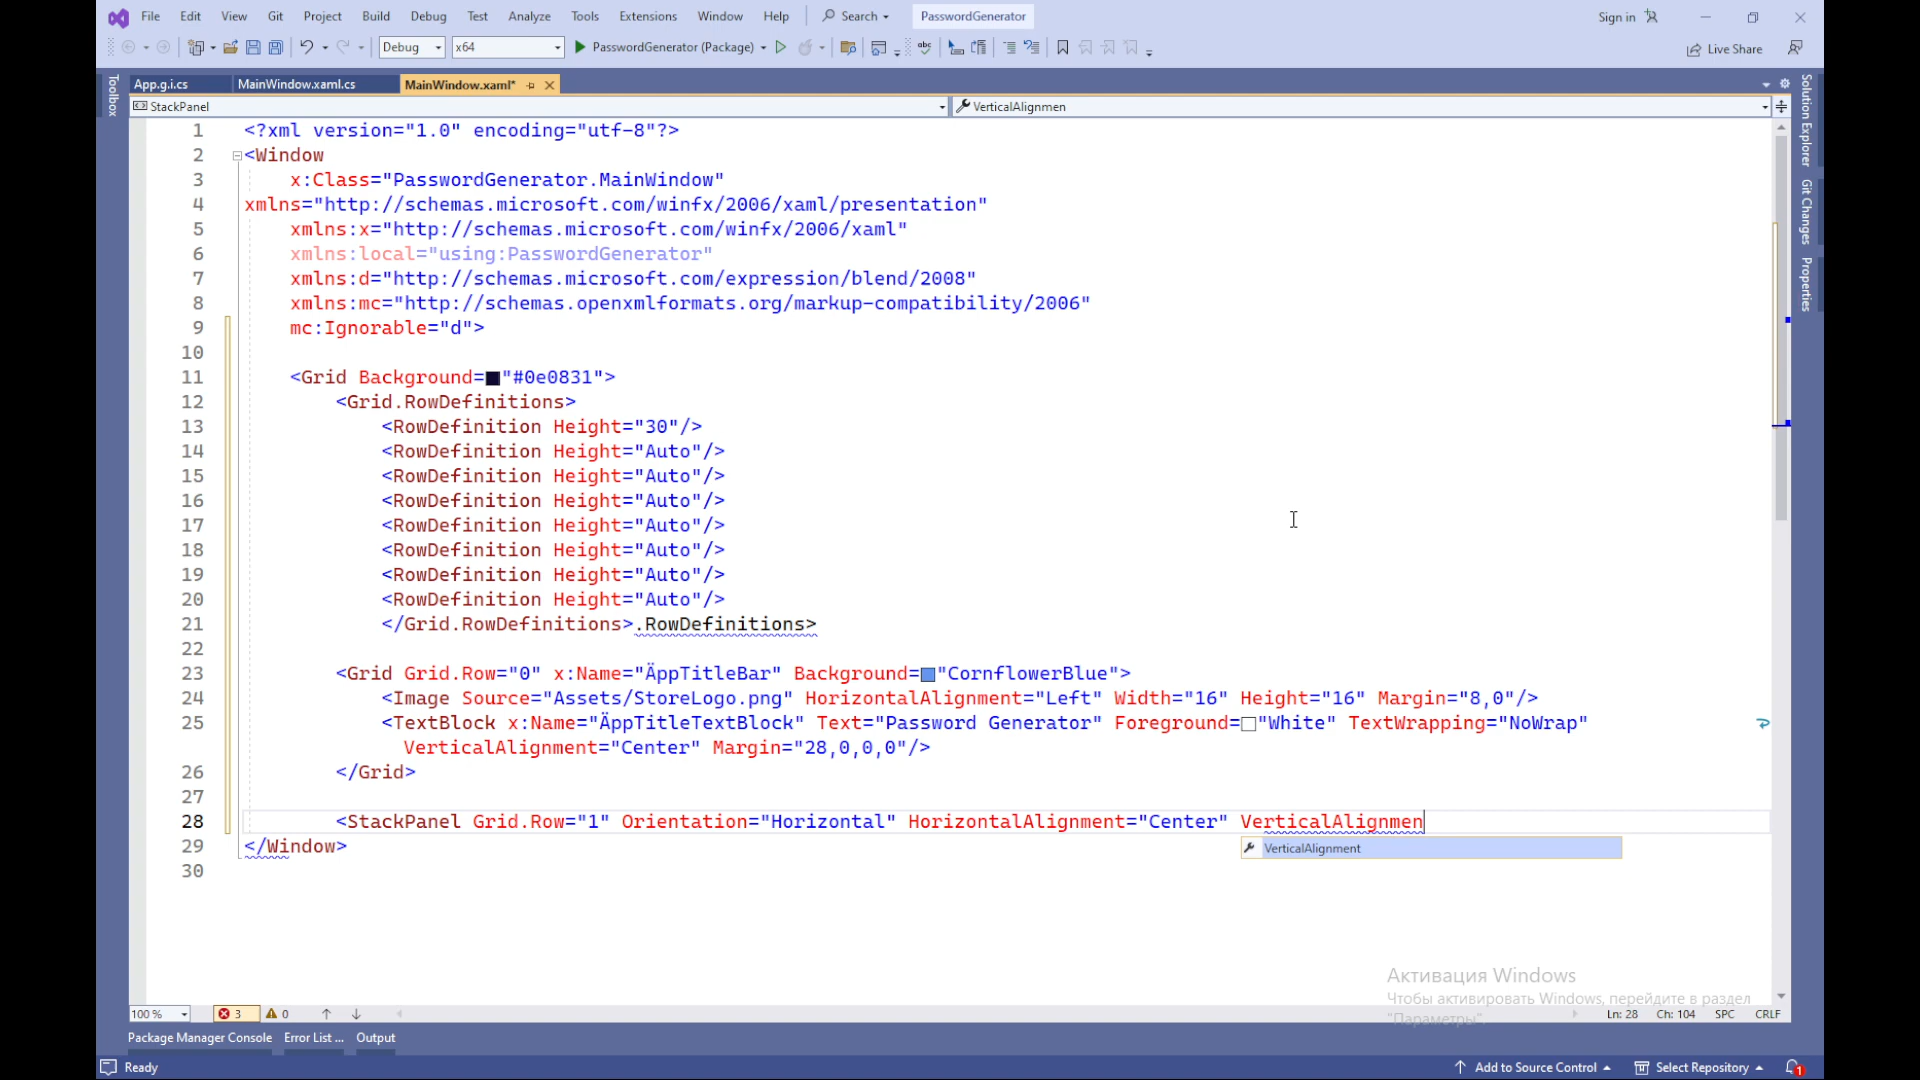 File Edit View Git Project Build Debug Test Analyze Tools Extensions Window Help Search PasswordGenerator Sign in
Debug x64 PasswordGenerator (Package) abc Live Share
Toolbox App.g.i.cs MainWindow.xaml.cs MainWindow.xaml*
StackPanel VerticalAlignmen
Solution Explorer
Git Changes
Properties
1 <?xml version="1.0" encoding="utf-8"?>
2 <Window
3 x:Class="PasswordGenerator.MainWindow"
4 xmlns="http://schemas.microsoft.com/winfx/2006/xaml/presentation"
5 xmlns:x="http://schemas.microsoft.com/winfx/2006/xaml"
6 xmlns:local="using:PasswordGenerator"
7 xmlns:d="http://schemas.microsoft.com/expression/blend/2008"
8 xmlns:mc="http://schemas.openxmlformats.org/markup-compatibility/2006"
9 mc:Ignorable="d">
10
11 <Grid Background="#0e0831">
12 <Grid.RowDefinitions>
13 <RowDefinition Height="30"/>
14 <RowDefinition Height="Auto"/>
15 <RowDefinition Height="Auto"/>
16 <RowDefinition Height="Auto"/>
17 <RowDefinition Height="Auto"/>
18 <RowDefinition Height="Auto"/>
19 <RowDefinition Height="Auto"/>
20 <RowDefinition Height="Auto"/>
21 </Grid.RowDefinitions>.RowDefinitions>
22
23 <Grid Grid.Row="0" x:Name="ÄppTitleBar" Background="CornflowerBlue">
24 <Image Source="Assets/StoreLogo.png" HorizontalAlignment="Left" Width="16" Height="16" Margin="8,0"/>
25 <TextBlock x:Name="ÄppTitleTextBlock" Text="Password Generator" Foreground="White" TextWrapping="NoWrap"
VerticalAlignment="Center" Margin="28,0,0,0"/>
26 </Grid>
27
28 <StackPanel Grid.Row="1" Orientation="Horizontal" HorizontalAlignment="Center" VerticalAlignmen
29 </Window>
VerticalAlignment
30
Активация Windows
Чтобы активировать Windows, перейдите в раздел
"Параметры".
100 % 3 0 Ln: 28 Ch: 104 SPC CRLF
Package Manager Console Error List ... Output
Ready Add to Source Control Select Repository 1